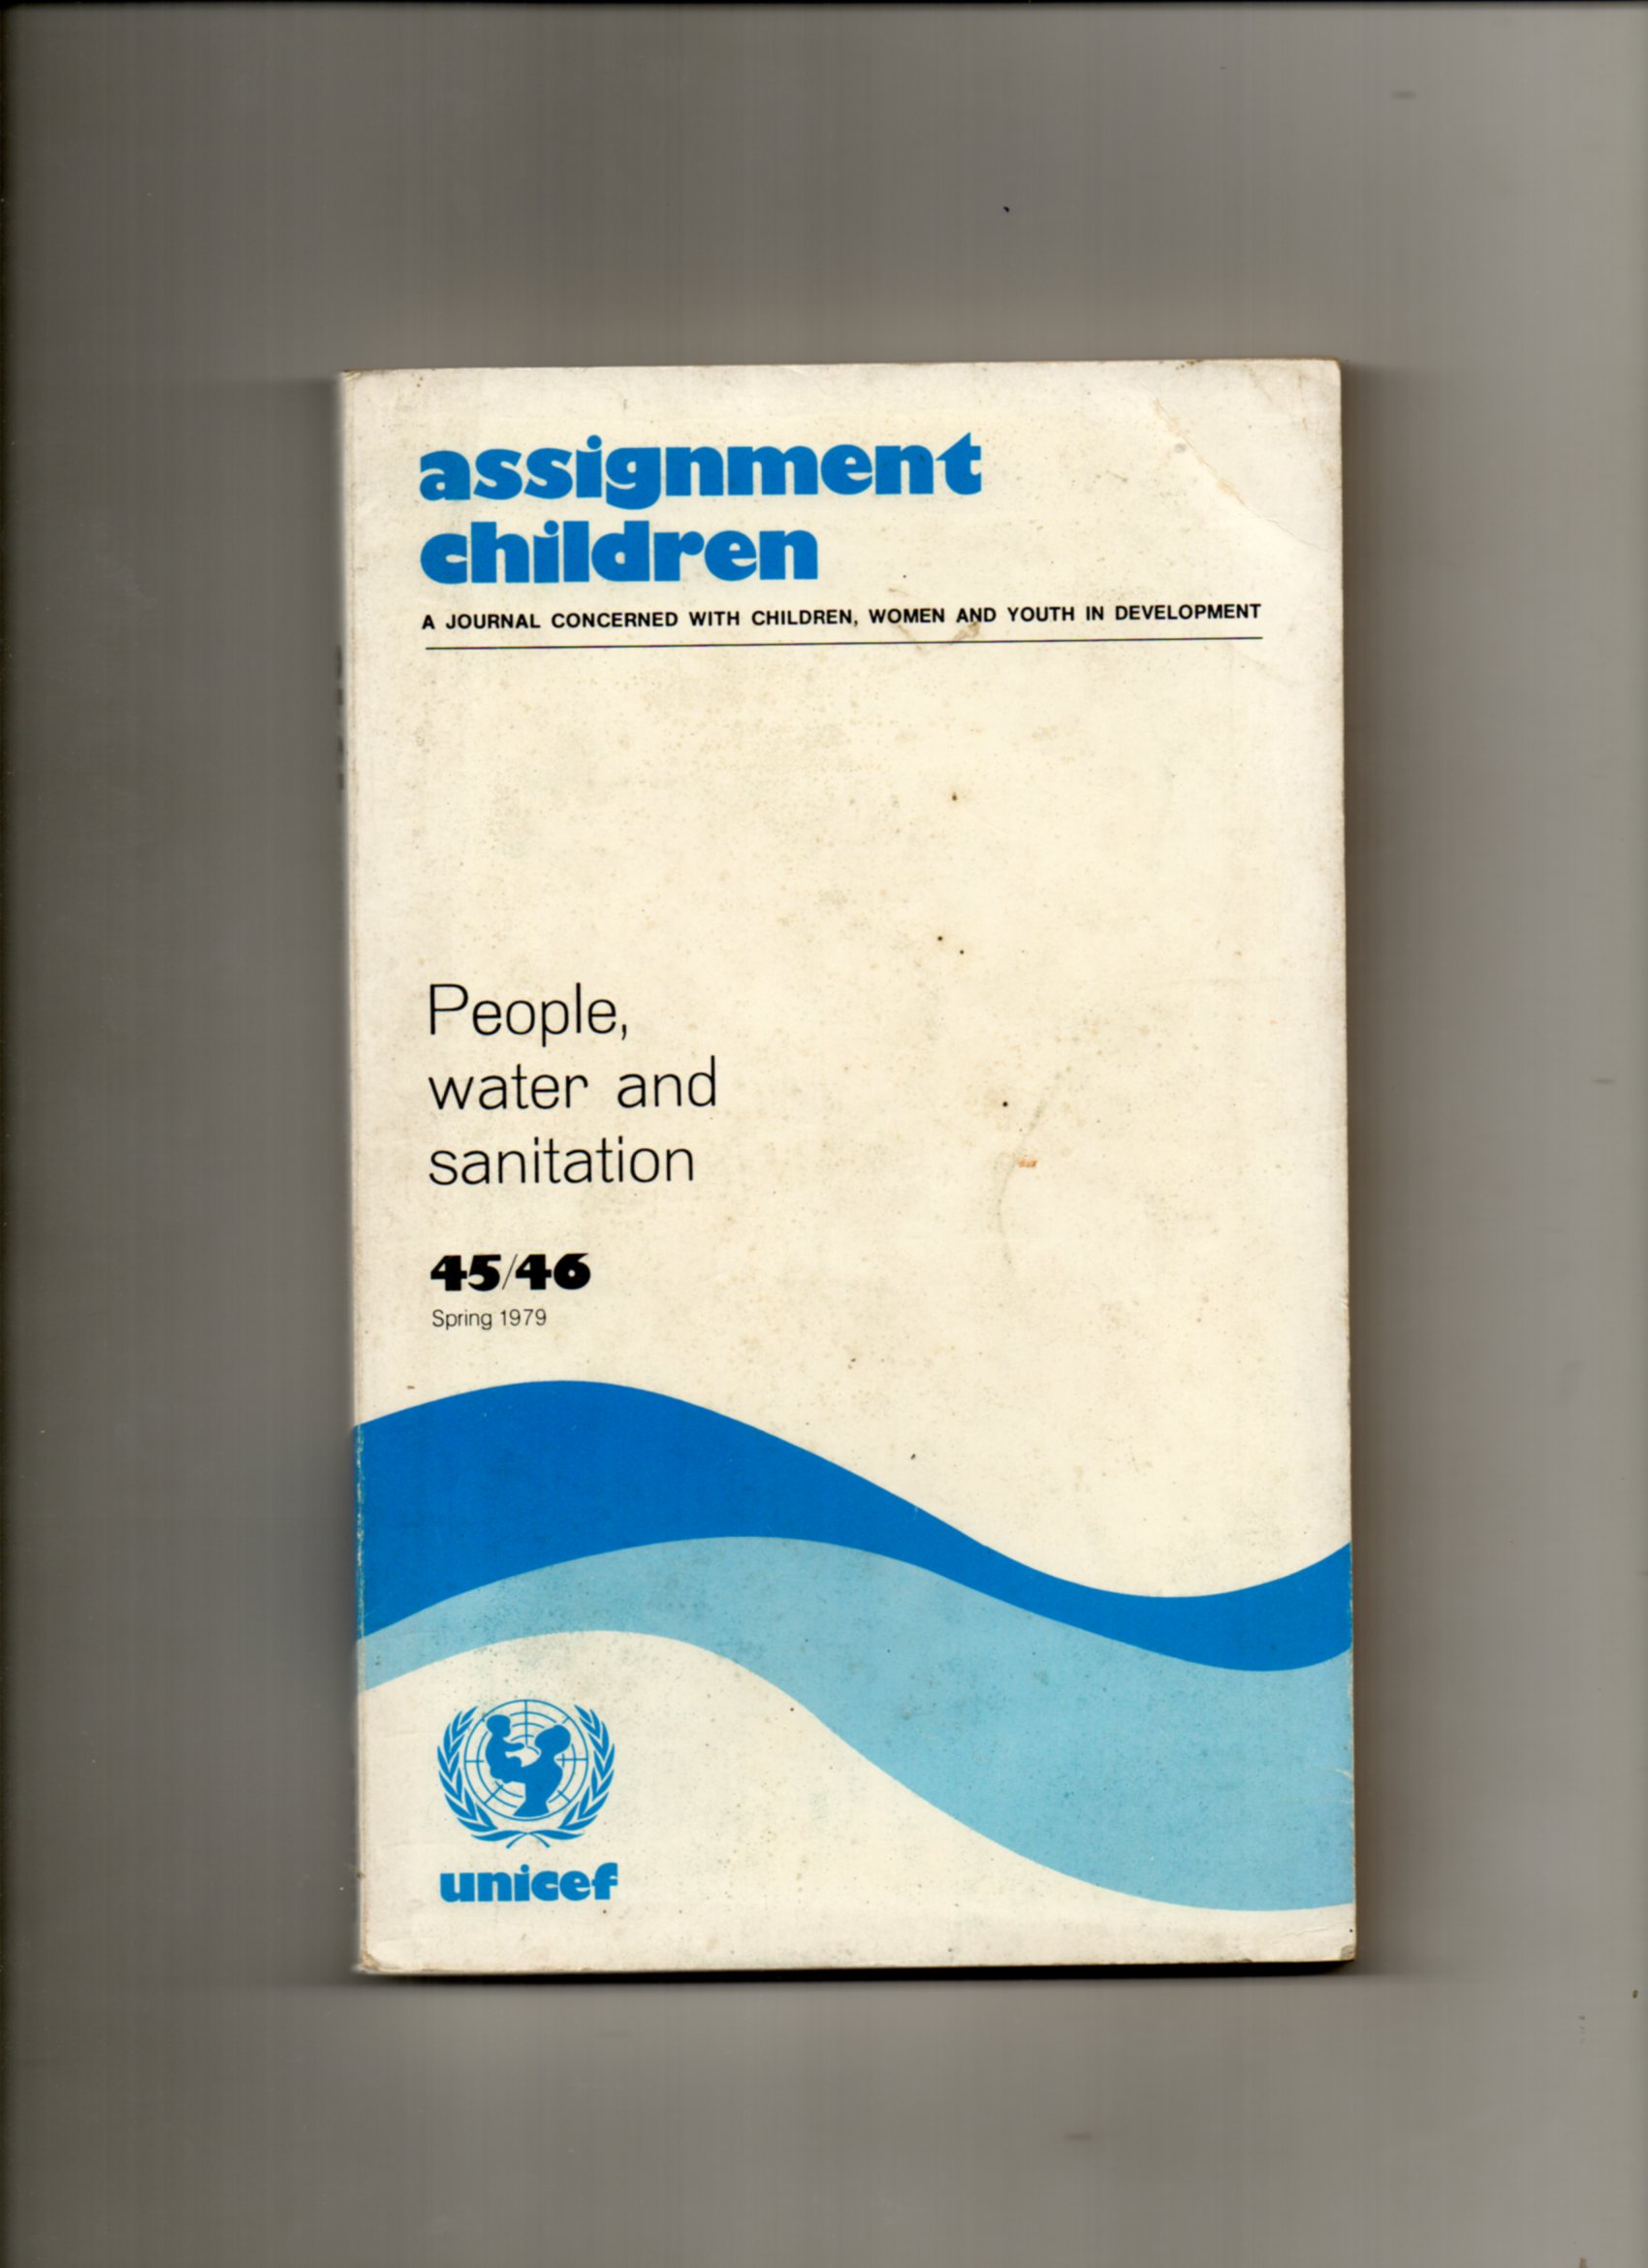 assignment
children
A JOURNAL CONCERNED WITH CHILDREN, WOMEN AND YOUTH IN DEVELOPMENT
People,
water and
sanitation
45/46
Spring 1979
unicef